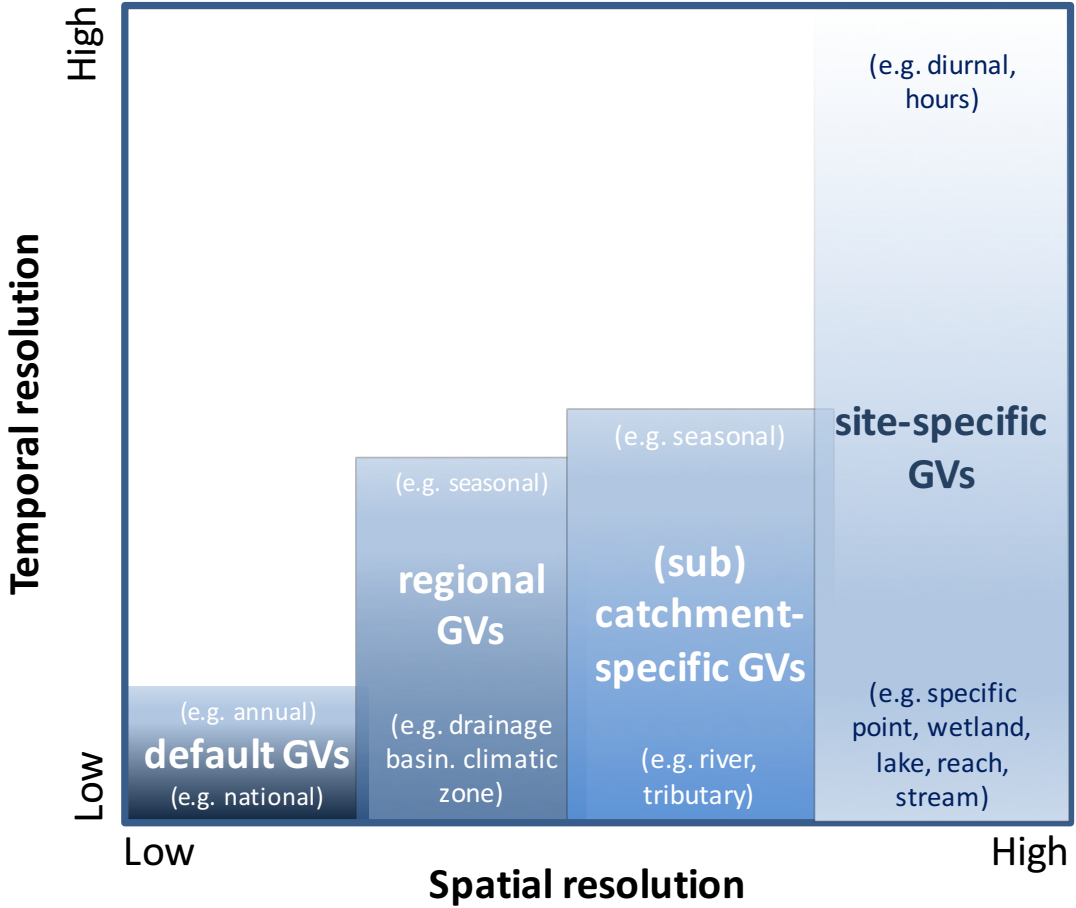 High
Temporal resolution
Low
(e.g. annual)
default GVs
(e.g. national)
(e.g. seasonal)
regional
GVs
(e.g. drainage
basin. climatic
zone)
(e.g. seasonal)
(sub)
catchment-
specific GVs
(e.g. river,
tributary)
(e.g. diurnal,
hours)
site-specific
GVs
(e.g. specific
point, wetland,
lake, reach,
stream)
Low
High
Spatial resolution